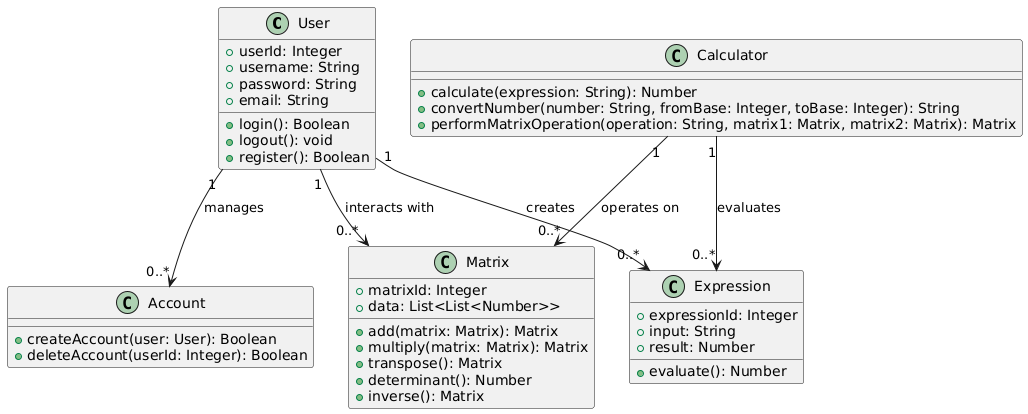 C User
userId: Integer
username: String
password: String
email: String
login(): Boolean
logout(): void
register(): Boolean
C Calculator
calculate(expression: String): Number
convertNumber(number: String, fromBase: Integer, toBase: Integer): String
performMatrixOperation(operation: String, matrix1: Matrix, matrix2: Matrix): Matrix
1
manages
0..*
1
interacts with
0..*
1
creates
0..*
1
operates on
0..*
1
evaluates
0..*
C Account
createAccount(user: User): Boolean
deleteAccount(userId: Integer): Boolean
C Matrix
matrixId: Integer
data: List<List<Number>>
add(matrix: Matrix): Matrix
multiply(matrix: Matrix): Matrix
transpose(): Matrix
determinant(): Number
inverse(): Matrix
C Expression
expressionId: Integer
input: String
result: Number
evaluate(): Number